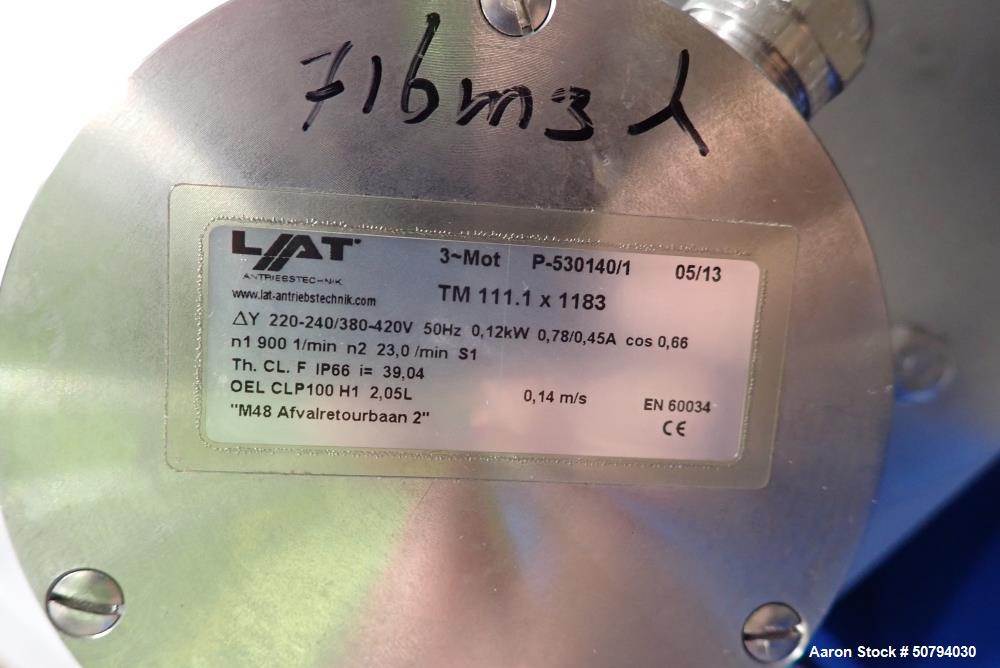 716m3
LAT
ANTRIEBSTECHNIK
www.lat-antriebstechnik.com
3~Mot P-530140/1 05/13
TM 111.1 x 1183
ΔY 220-240/380-420V 50Hz 0,12kW 0,78/0,45A cos 0,66
n1 900 1/min n2 23,0 /min S1
Th. CL. F IP66 i= 39,04
OEL CLP100 H1 2,05L 0,14 m/s EN 60034
"M48 Afvalretourbaan 2" CE
Aaron Stock # 50794030